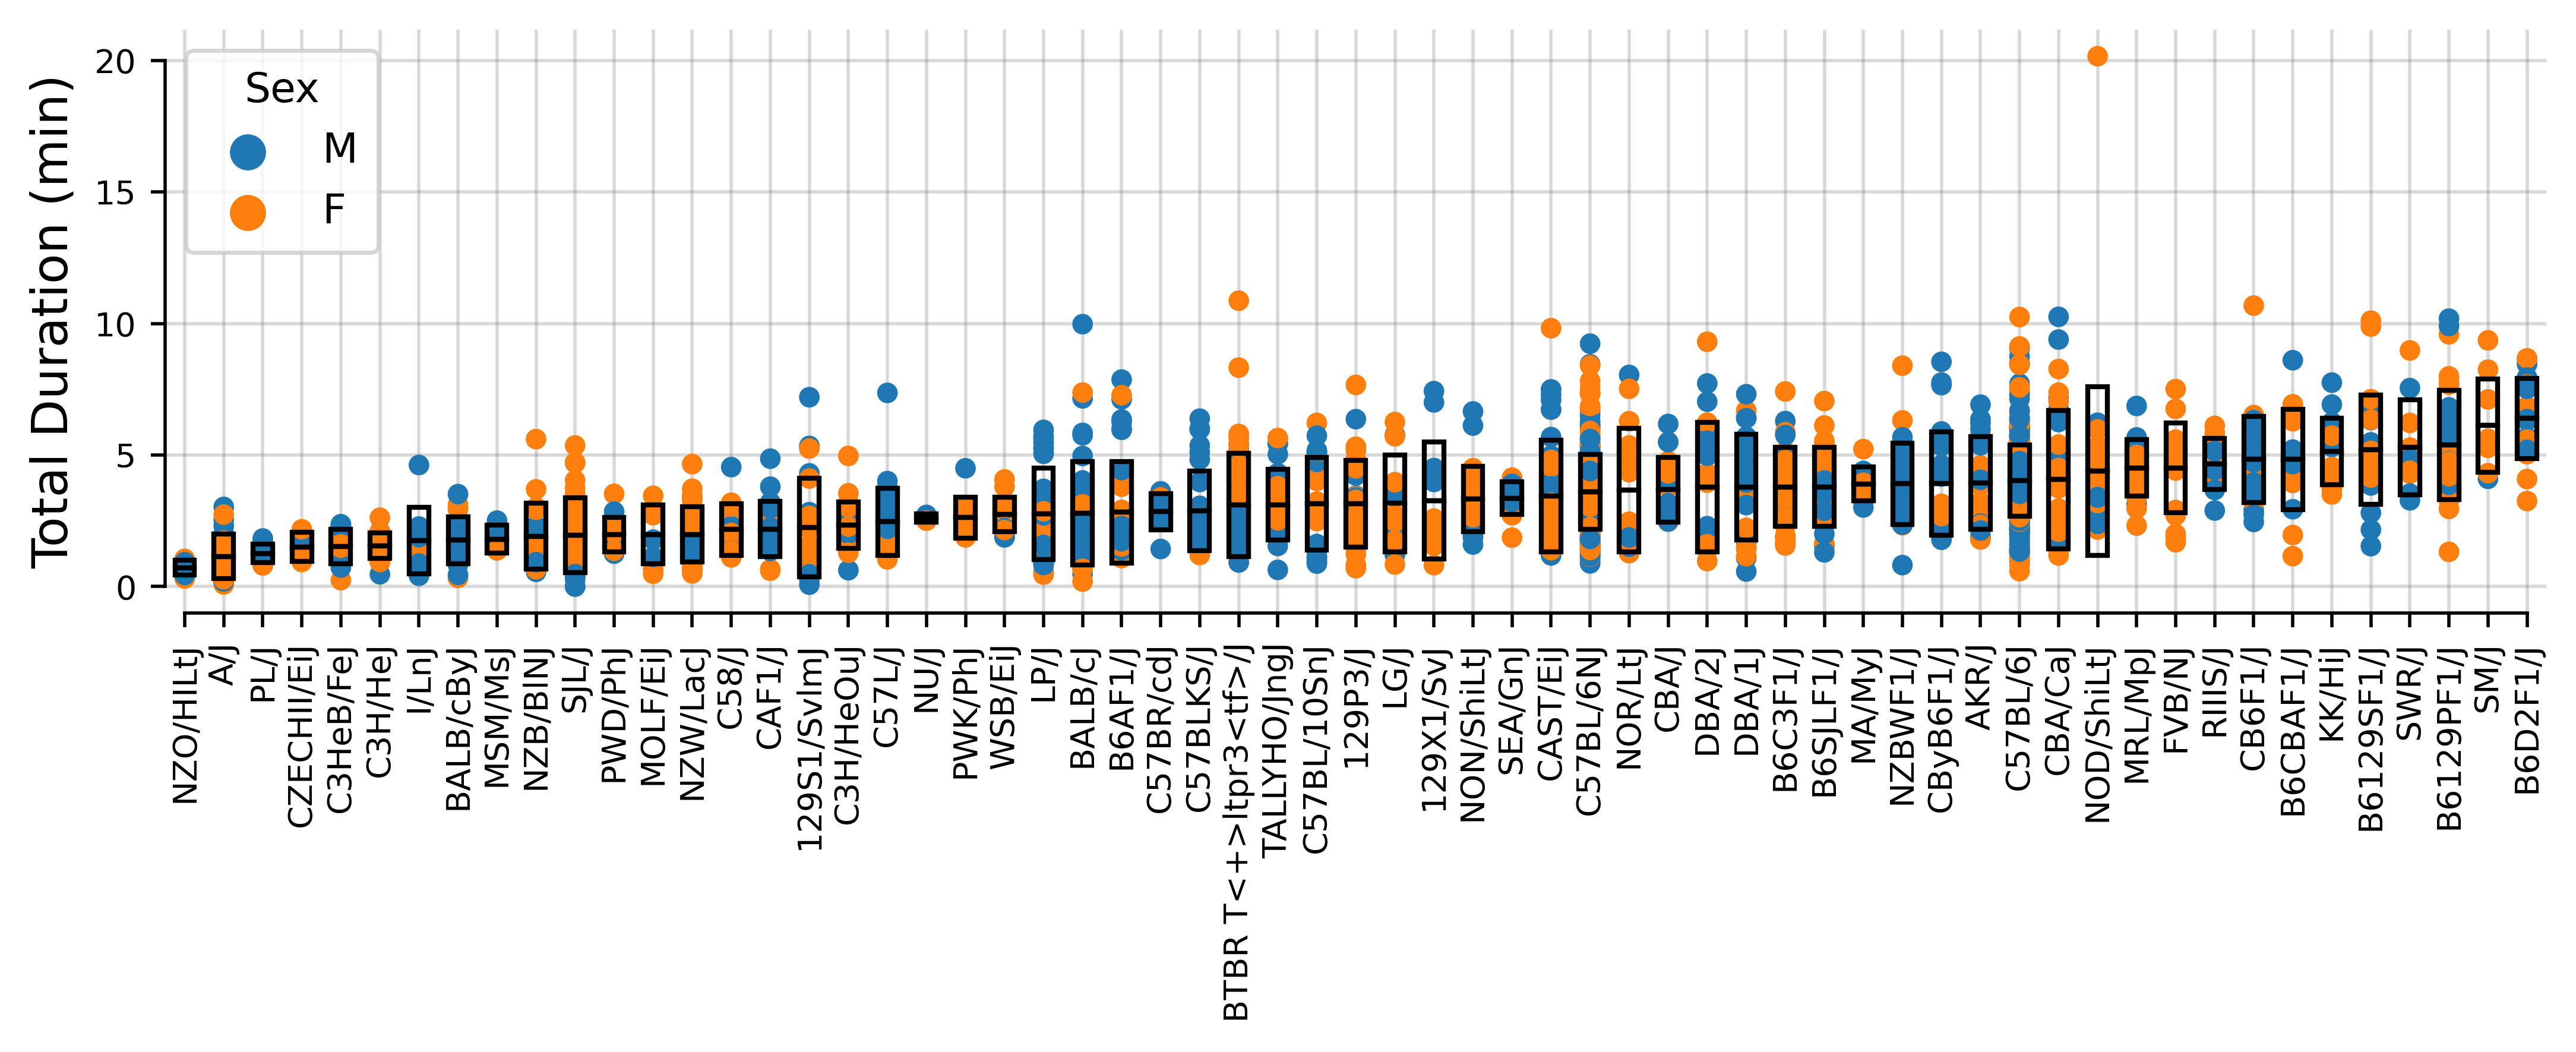 Total Duration (min)
20
15
10
5
0
Sex
M
F
NZO/HILtJ
A/J
PL/J
CZECHII/EiJ
C3HeB/FeJ
C3H/HeJ
I/LnJ
BALB/cByJ
MSM/MsJ
NZB/BINJ
SJL/J
PWD/PhJ
MOLF/EiJ
NZW/LacJ
C58/J
CAF1/J
129S1/SvImJ
C3H/HeOuJ
C57L/J
NU/J
PWK/PhJ
WSB/EiJ
LP/J
BALB/cJ
B6AF1/J
C57BR/cdJ
C57BLKS/J
BTBR T<+>ltpr3<tf>/J
TALLYHO/JngJ
C57BL/10SnJ
129P3/J
LG/J
129X1/SvJ
NON/ShiLtJ
SEA/GnJ
CAST/EiJ
C57BL/6NJ
NOR/LtJ
CBA/J
DBA/2J
DBA/1J
B6C3F1/J
B6SJLF1/J
MA/MyJ
NZBWF1/J
CByB6F1/J
AKR/J
C57BL/6J
CBA/CaJ
NOD/ShiLtJ
MRL/MpJ
FVB/NJ
RIIIS/J
CB6F1/J
B6CBAF1/J
KK/HiJ
B6129SF1/J
SWR/J
B6129PF1/J
SM/J
B6D2F1/J